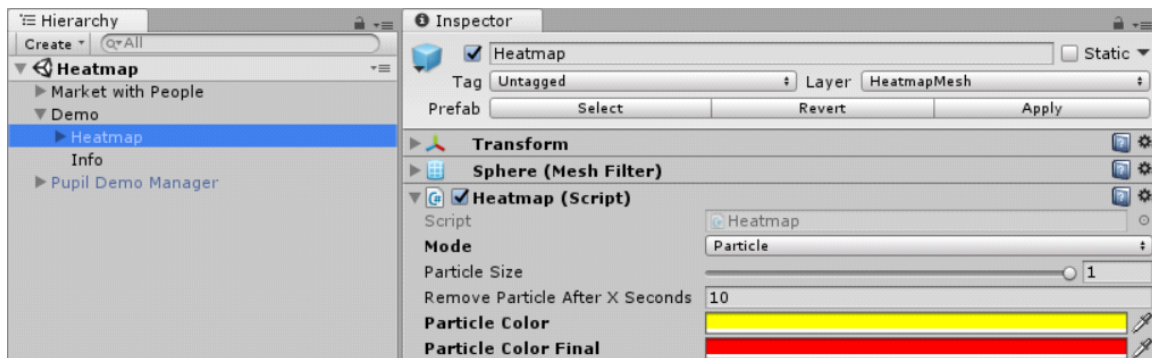 Hierarchy
Create All
Heatmap
Market with People
Demo
Heatmap
Info
Pupil Demo Manager
Inspector
Heatmap Static
Tag Untagged Layer HeatmapMesh
Prefab Select Revert Apply
Transform
Sphere (Mesh Filter)
Heatmap (Script)
Script Heatmap
Mode Particle
Particle Size 1
Remove Particle After X Seconds 10
Particle Color
Particle Color Final